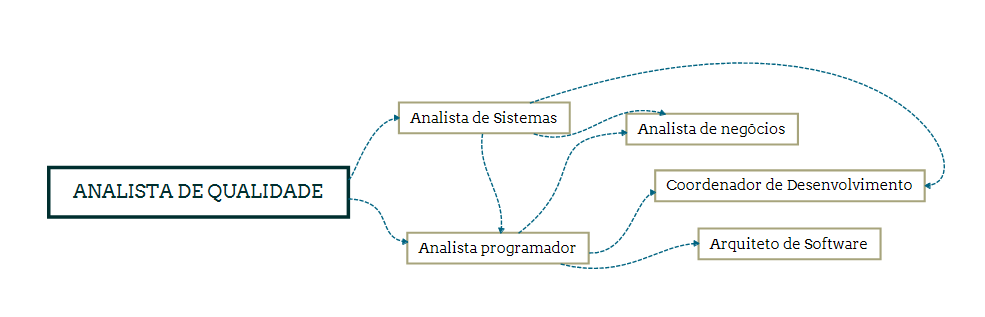 Analista de Sistemas
Analista de negócios
Coordenador de Desenvolvimento
ANALISTA DE QUALIDADE
Arquiteto de Software
Analista programador